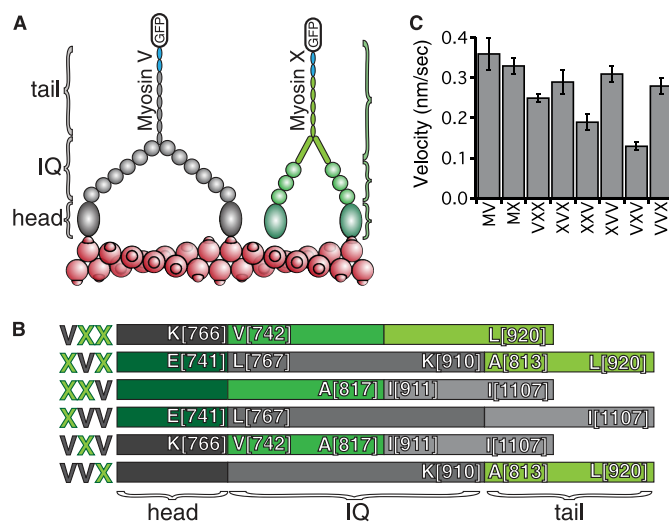 A
Myosin V
GFP
Myosin X
GFP
tail
IQ
head
C
Velocity (nm/sec)
0.4
0.3
0.2
0.1
0.0
MV
MX
VXX
XVX
XXV
XVV
VXV
VVX
B
VXX K[766] V[742] L[920]
XVX E[741] L[767] K[910] A[813] L[920]
XXV A[817] I[911] I[1107]
XVV E[741] L[767] I[1107]
VXV K[766] V[742] A[817] I[911] I[1107]
VVX K[910] A[813] L[920]
head IQ tail